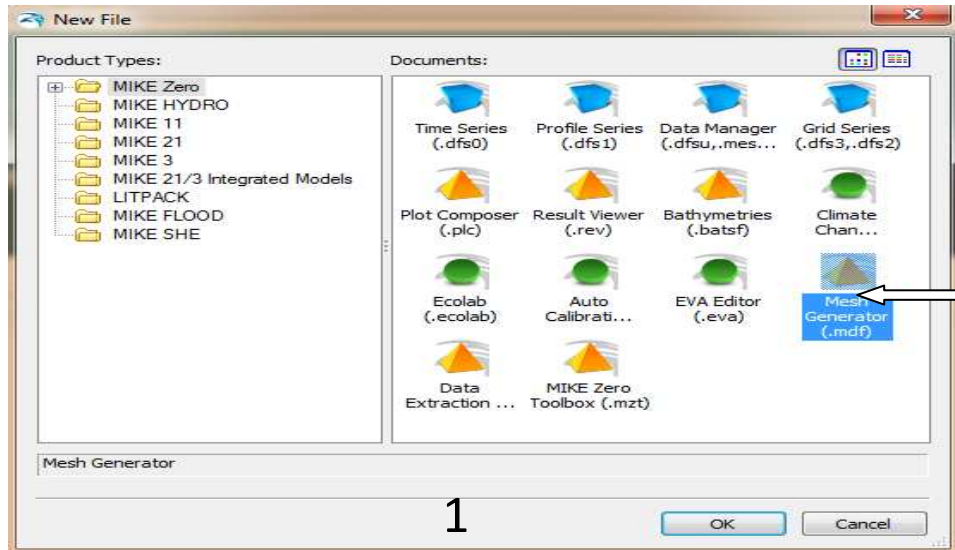 New File
Product Types:
Documents:
MIKE Zero
MIKE HYDRO
MIKE 11
MIKE 21
MIKE 3
MIKE 21/3 Integrated Models
LITPACK
MIKE FLOOD
MIKE SHE
Time Series
(.dfs0)
Profile Series
(.dfs1)
Data Manager
(.dfsu,.mes...
Grid Series
(.dfs3,.dfs2)
Plot Composer
(.plc)
Result Viewer
(.rev)
Bathymetries
(.batsf)
Climate
Chan...
Ecolab
(.ecolab)
Auto
Calibrati...
EVA Editor
(.eva)
Mesh
Generator
(.mdf)
Data
Extraction ...
MIKE Zero
Toolbox (.mzt)
Mesh Generator
1
OK
Cancel